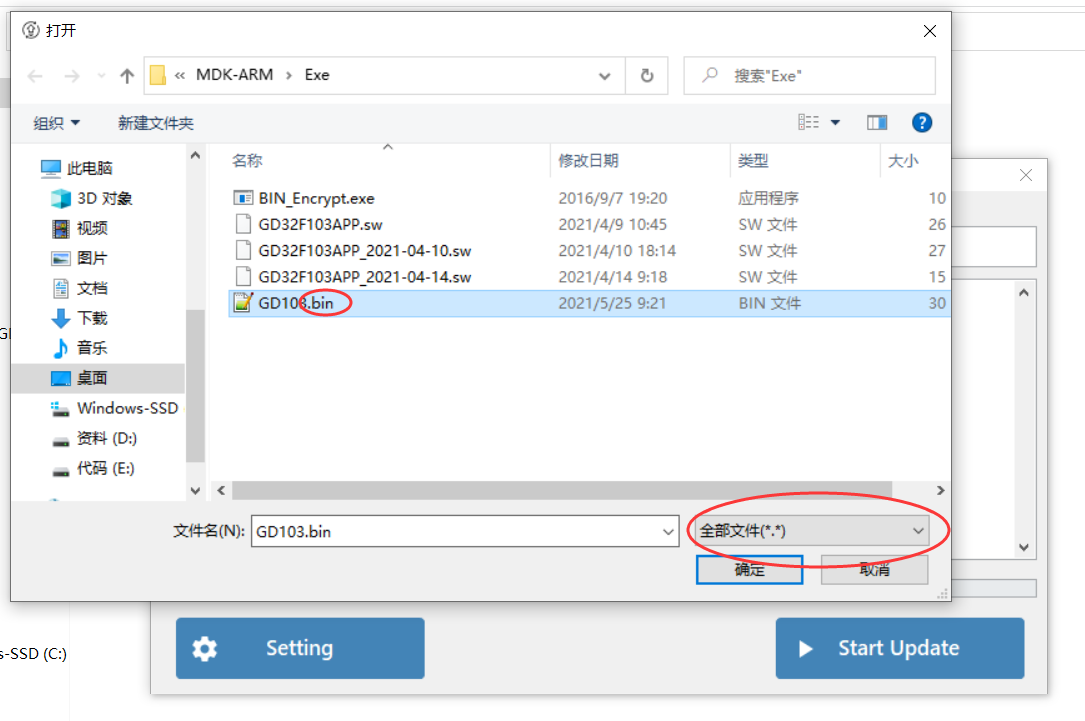 打开
« MDK-ARM › Exe
搜索"Exe"
组织
新建文件夹
此电脑
3D 对象
视频
图片
文档
下载
音乐
桌面
Windows-SSD
资料 (D:)
代码 (E:)
名称 修改日期 类型 大小
BIN_Encrypt.exe 2016/9/7 19:20 应用程序 10
GD32F103APP.sw 2021/4/9 10:45 SW 文件 26
GD32F103APP_2021-04-10.sw 2021/4/10 18:14 SW 文件 27
GD32F103APP_2021-04-14.sw 2021/4/14 9:18 SW 文件 15
GD103.bin 2021/5/25 9:21 BIN 文件 30
文件名(N): GD103.bin 全部文件(*.*)
确定 取消
Setting
Start Update
s-SSD (C:)